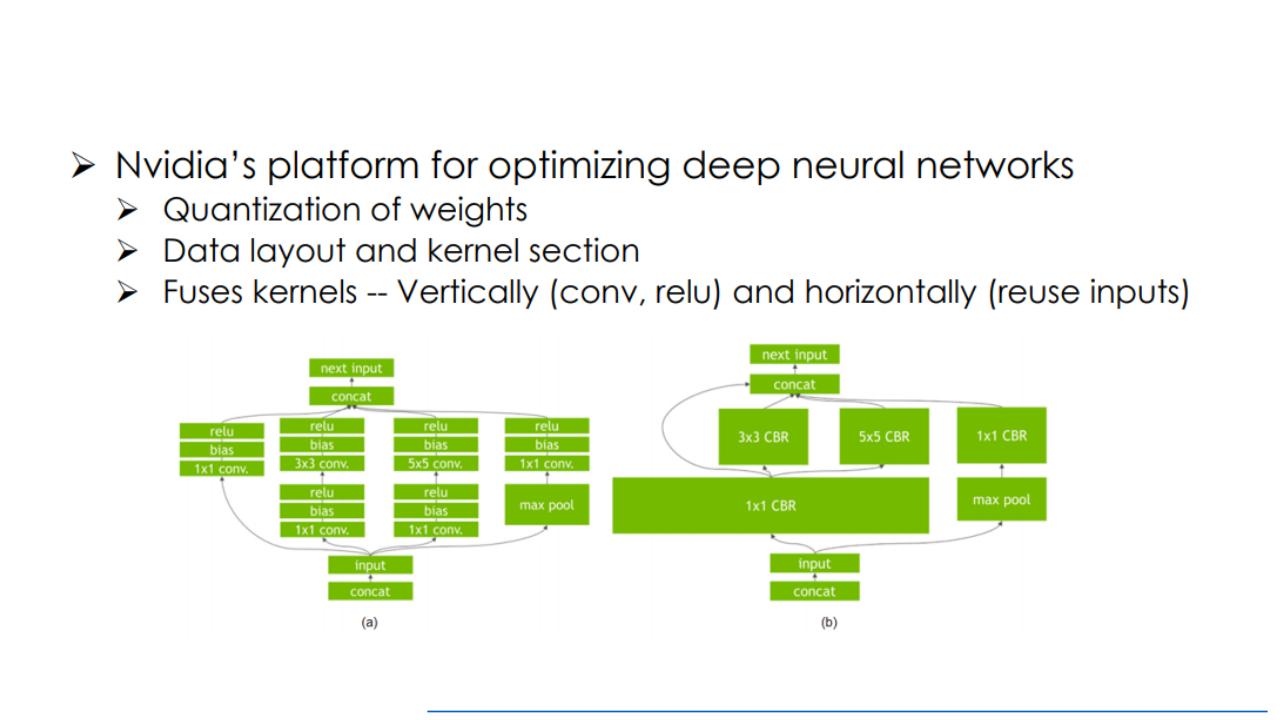 Nvidia's platform for optimizing deep neural networks
Quantization of weights
Data layout and kernel section
Fuses kernels -- Vertically (conv, relu) and horizontally (reuse inputs)
next input
concat
relu
bias
1x1 conv.
relu
bias
3x3 conv.
relu
bias
5x5 conv.
relu
bias
1x1 conv.
relu
bias
1x1 conv.
relu
bias
1x1 conv.
max pool
input
concat
(a)
next input
concat
3x3 CBR
5x5 CBR
1x1 CBR
1x1 CBR
max pool
input
concat
(b)